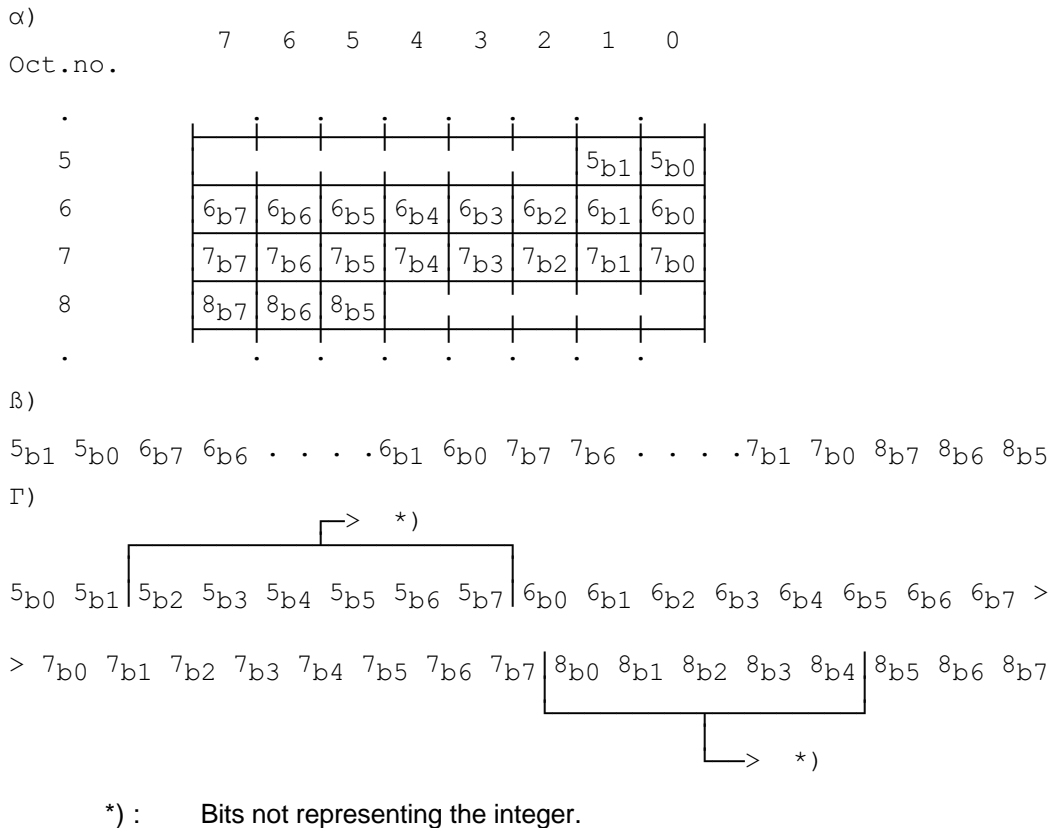 α)
7 6 5 4 3 2 1 0
Oct.no.
. . . . . . . .
5 5b1 5b0
6 6b7 6b6 6b5 6b4 6b3 6b2 6b1 6b0
7 7b7 7b6 7b5 7b4 7b3 7b2 7b1 7b0
8 8b7 8b6 8b5
. . . . . . . .
ß)
5b1 5b0 6b7 6b6 . . . .6b1 6b0 7b7 7b6 . . . .7b1 7b0 8b7 8b6 8b5
Γ)
> *)
5b0 5b1 5b2 5b3 5b4 5b5 5b6 5b7 6b0 6b1 6b2 6b3 6b4 6b5 6b6 6b7 >
> 7b0 7b1 7b2 7b3 7b4 7b5 7b6 7b7 8b0 8b1 8b2 8b3 8b4 8b5 8b6 8b7
> *)
*) : Bits not representing the integer.